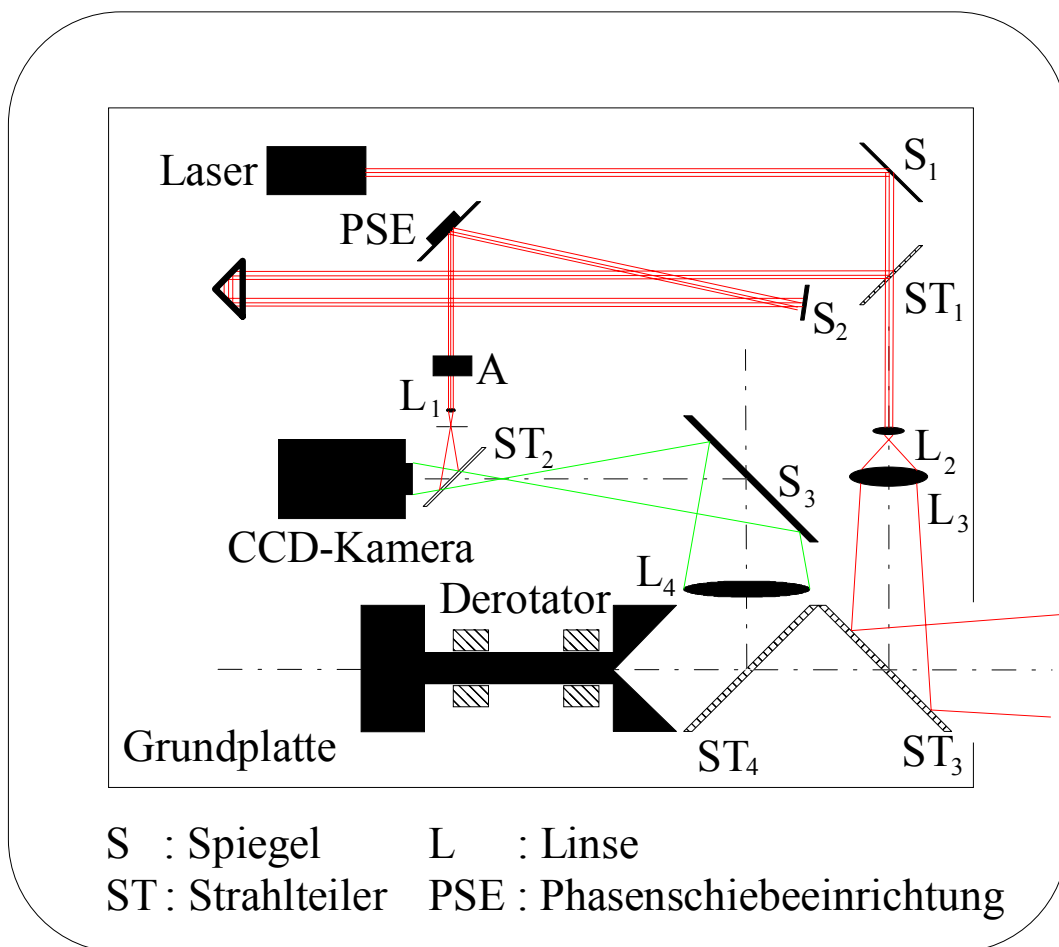 Laser
S₁
PSE
ST₁
S₂
A
L₁
ST₂
L₂
S₃
L₃
CCD-Kamera
L₄
Derotator
Grundplatte
ST₄
ST₃
S : Spiegel L : Linse
ST : Strahlteiler PSE : Phasenschiebeeinrichtung